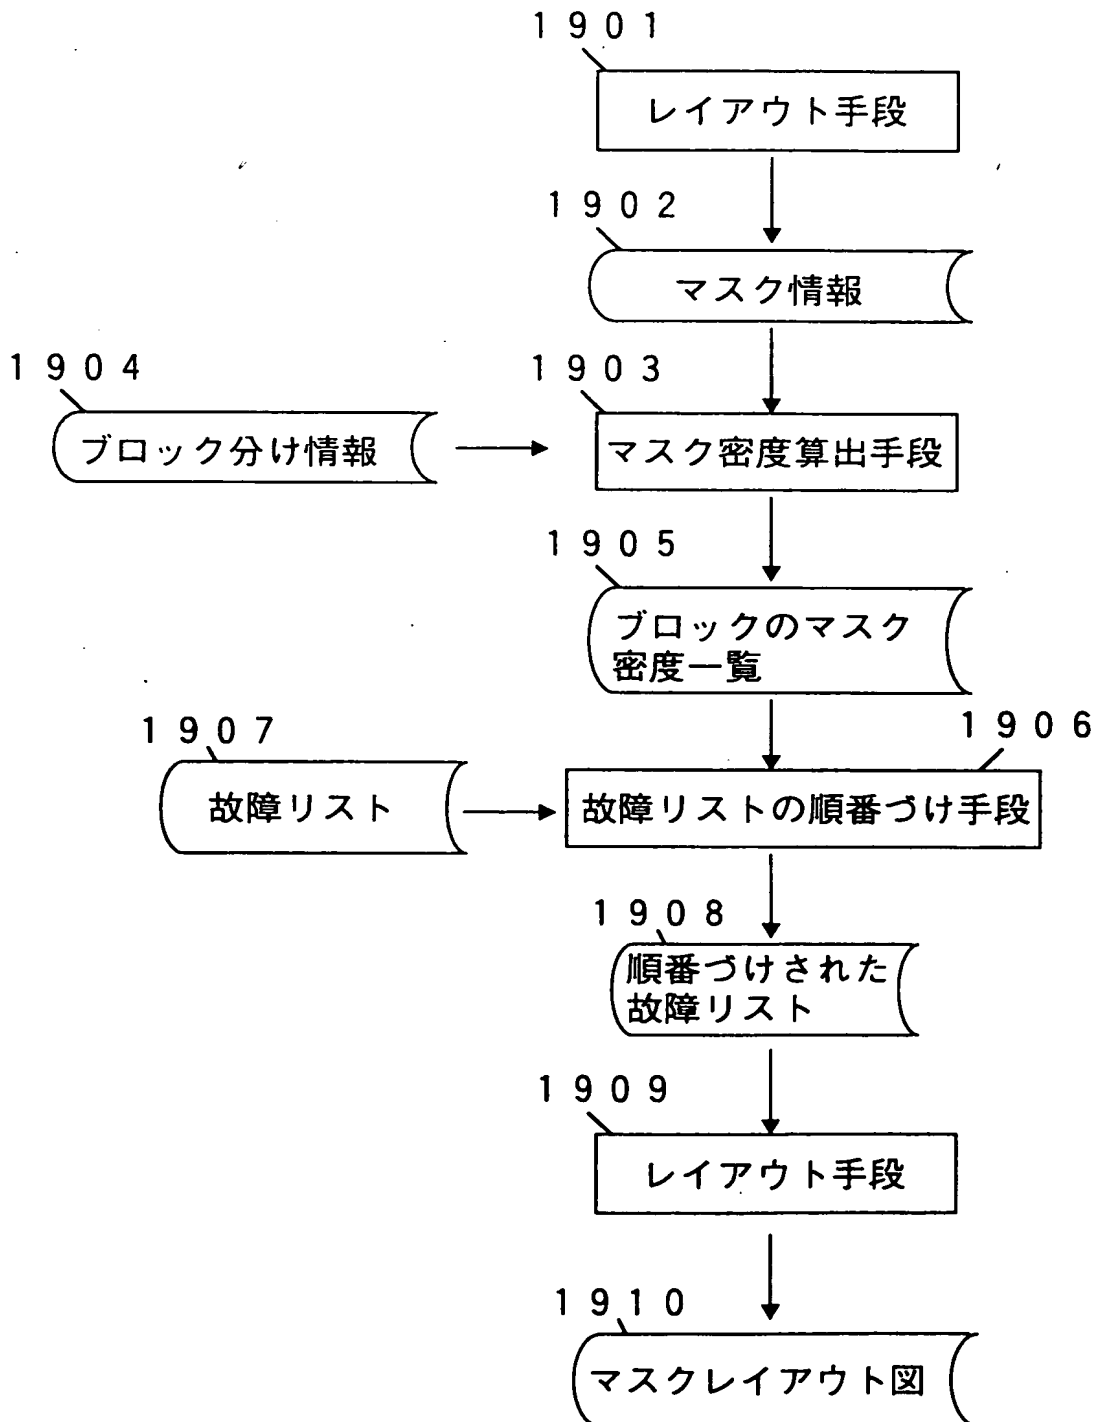 1901
レイアウト手段
1902
マスク情報
1904
ブロック分け情報
1903
マスク密度算出手段
1905
ブロックのマスク
密度一覧
1907
故障リスト
1906
故障リストの順番づけ手段
1908
順番づけされた
故障リスト
1909
レイアウト手段
1910
マスクレイアウト図